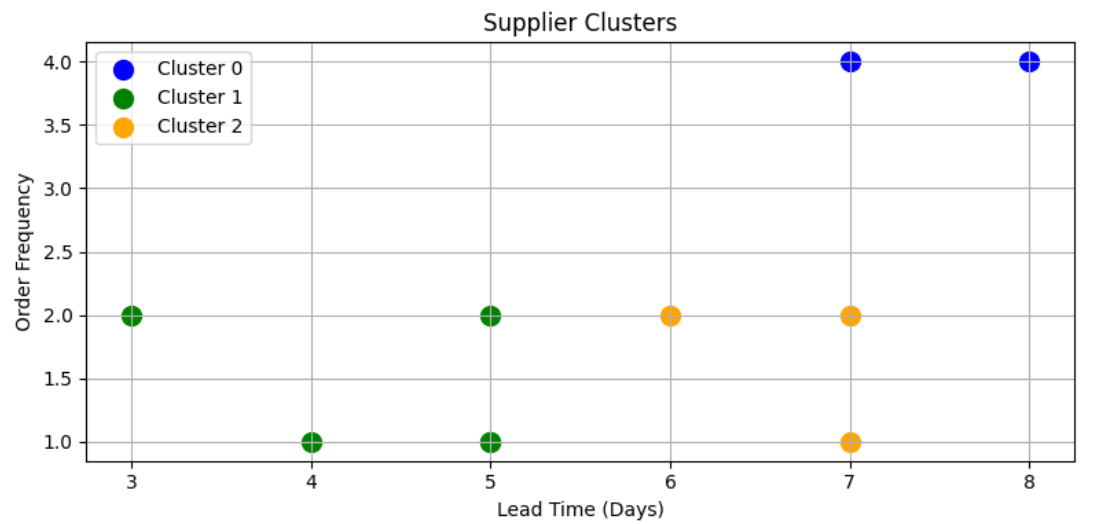 Supplier Clusters
Cluster 0
Cluster 1
Cluster 2
Order Frequency
4.0
3.5
3.0
2.5
2.0
1.5
1.0
3 4 5 6 7 8
Lead Time (Days)